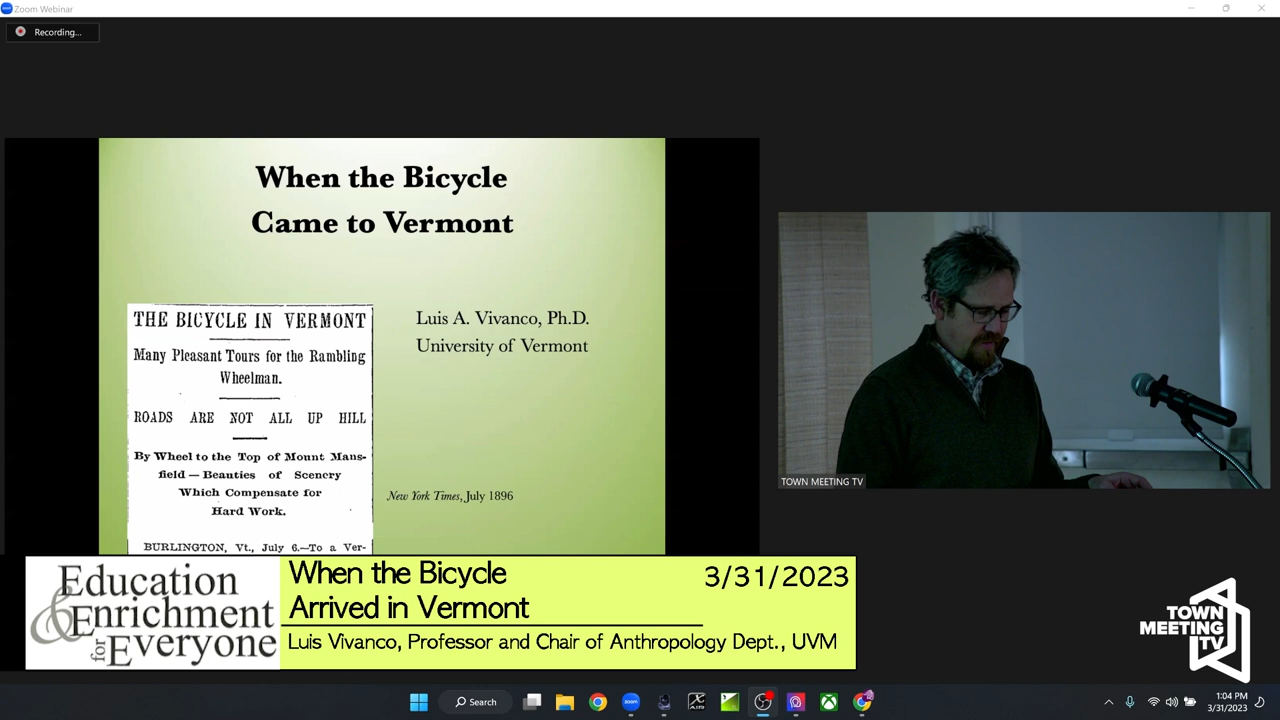 Zoom Webinar
Recording...
When the Bicycle
Came to Vermont
THE BICYCLE IN VERMONT
Many Pleasant Tours for the Rambling
Wheelman.
ROADS ARE NOT ALL UP HILL
By Wheel to the Top of Mount Mans-
field — Beauties of Scenery
Which Compensate for
Hard Work.
BURLINGTON, Vt., July 6.—To a Ver-
Luis A. Vivanco, Ph.D.
University of Vermont
New York Times, July 1896
TOWN MEETING TV
Education
& Enrichment
for Everyone
When the Bicycle
Arrived in Vermont
3/31/2023
Luis Vivanco, Professor and Chair of Anthropology Dept., UVM
TOWN
MEETING
TV
Search
zoom
1:04 PM
3/31/2023